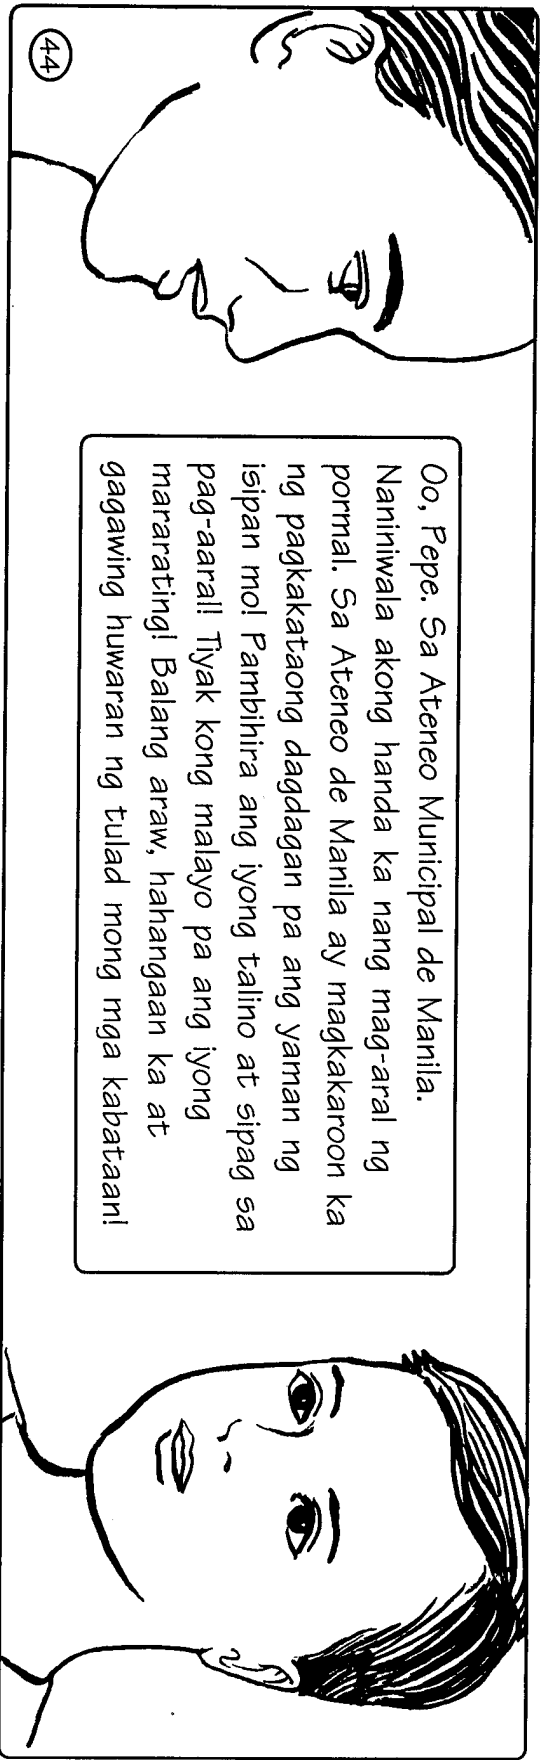 Oo, Pepe. Sa Ateneo Municipal de Manila.
Naniniwala akong handa ka nang mag-aral ng
pormal. Sa Ateneo de Manila ay magkakaroon ka
ng pagkakataong dagdagan pa ang yaman ng
isipan mo! Pambihira ang iyong talino at sipag sa
pag-aaral! Tiyak kong malayo pa ang iyong
mararating! Balang araw, hahangaan ka at
gagawing huwaran ng tulad mong mga kabataan!
44